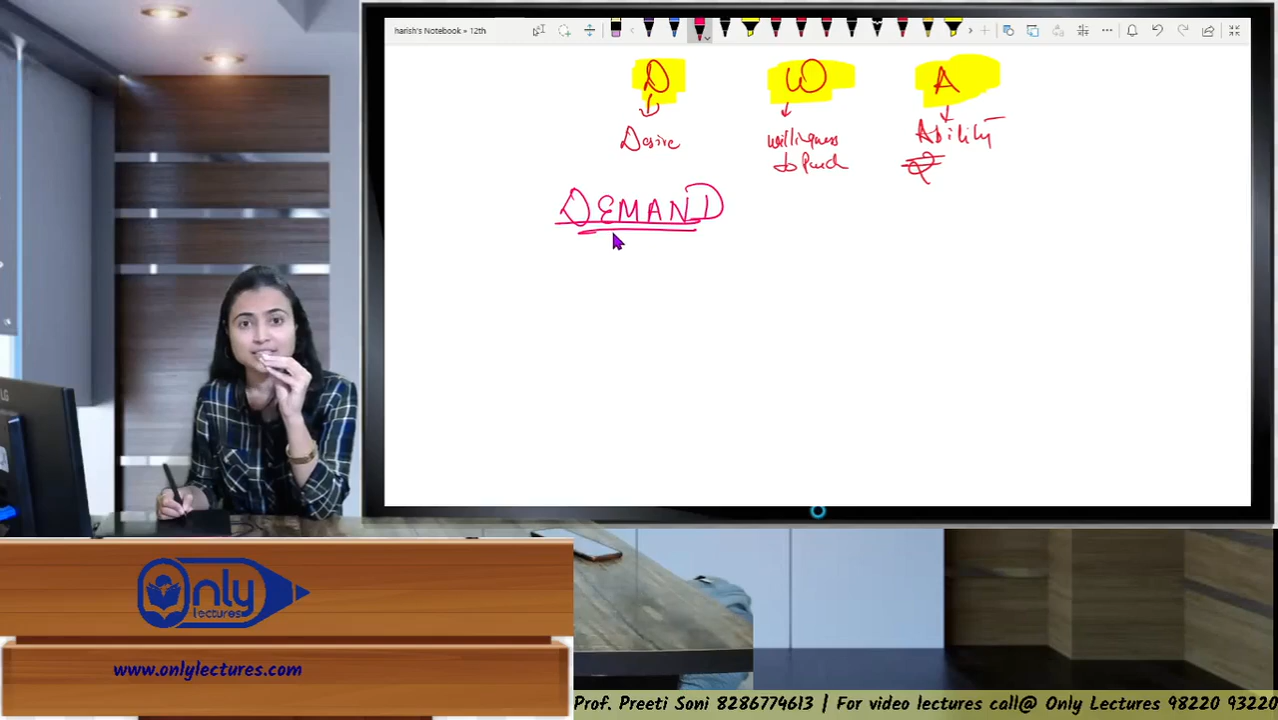 harish's Notebook » 12th
D W A
Desire
willingness
to Purch
Ability
DEMAND
LG
Only
lectures
www.onlylectures.com
Prof. Preeti Soni 8286774613 | For video lectures call@ Only Lectures 98220 93220